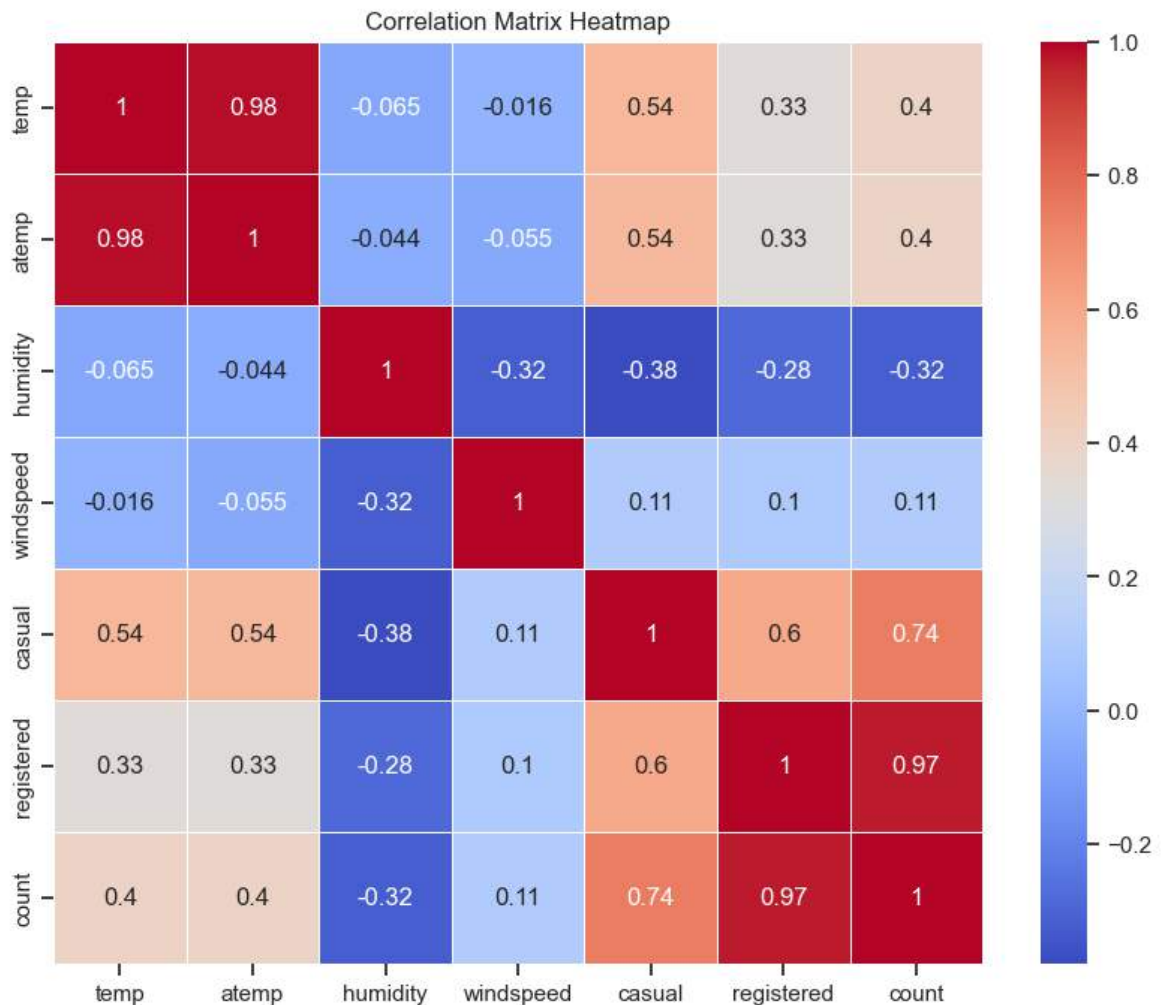 Correlation Matrix Heatmap
temp 1 0.98 -0.065 -0.016 0.54 0.33 0.4
atemp 0.98 1 -0.044 -0.055 0.54 0.33 0.4
humidity -0.065 -0.044 1 -0.32 -0.38 -0.28 -0.32
windspeed -0.016 -0.055 -0.32 1 0.11 0.1 0.11
casual 0.54 0.54 -0.38 0.11 1 0.6 0.74
registered 0.33 0.33 -0.28 0.1 0.6 1 0.97
count 0.4 0.4 -0.32 0.11 0.74 0.97 1
temp atemp humidity windspeed casual registered count
1.0
0.8
0.6
0.4
0.2
0.0
−0.2